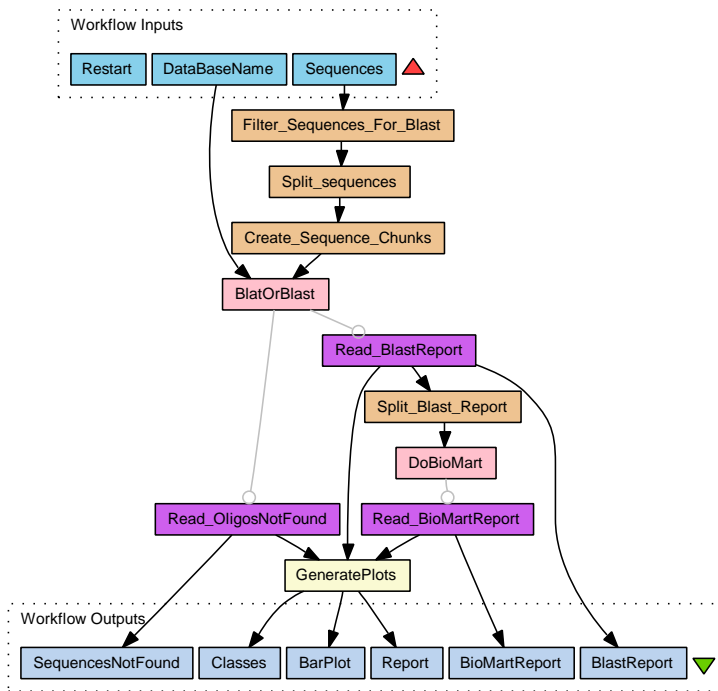 Workflow Inputs
Restart
DataBaseName
Sequences
Filter_Sequences_For_Blast
Split_sequences
Create_Sequence_Chunks
BlatOrBlast
Read_BlastReport
Split_Blast_Report
DoBioMart
Read_OligosNotFound
Read_BioMartReport
GeneratePlots
Workflow Outputs
SequencesNotFound
Classes
BarPlot
Report
BioMartReport
BlastReport